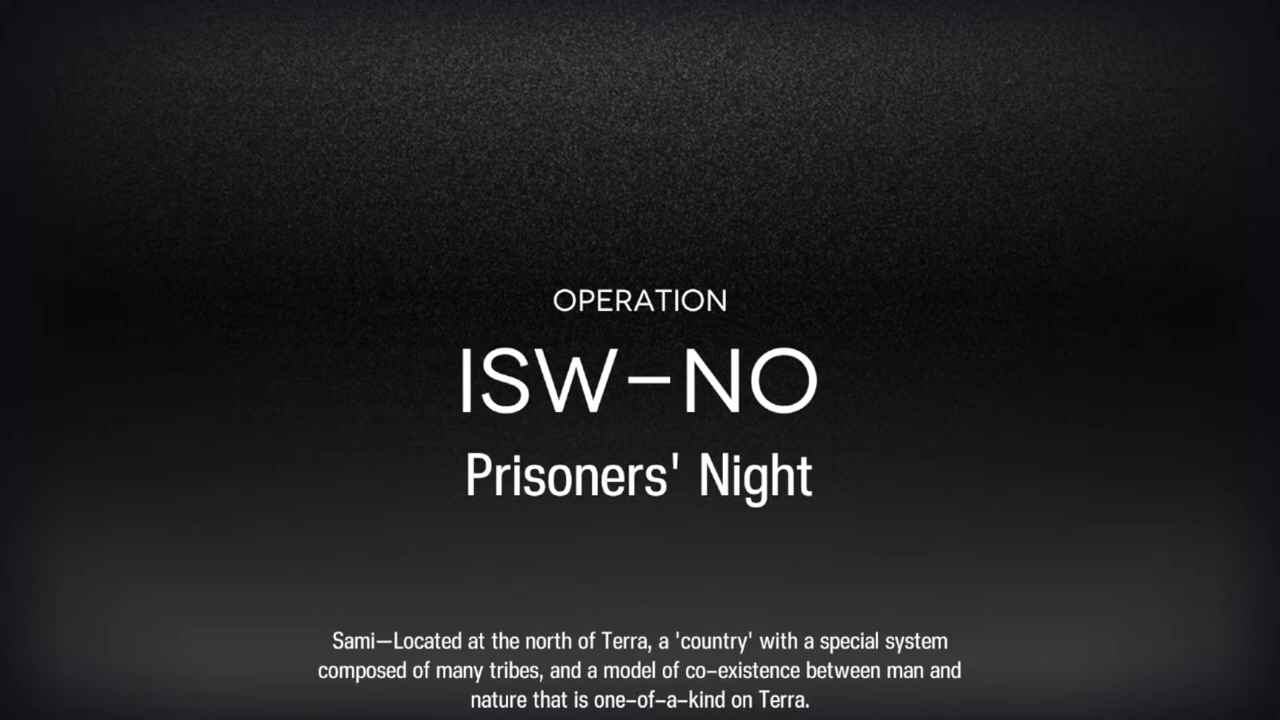 OPERATION
ISW-NO
Prisoners' Night
Sami—Located at the north of Terra, a 'country' with a special system
composed of many tribes, and a model of co-existence between man and
nature that is one-of-a-kind on Terra.